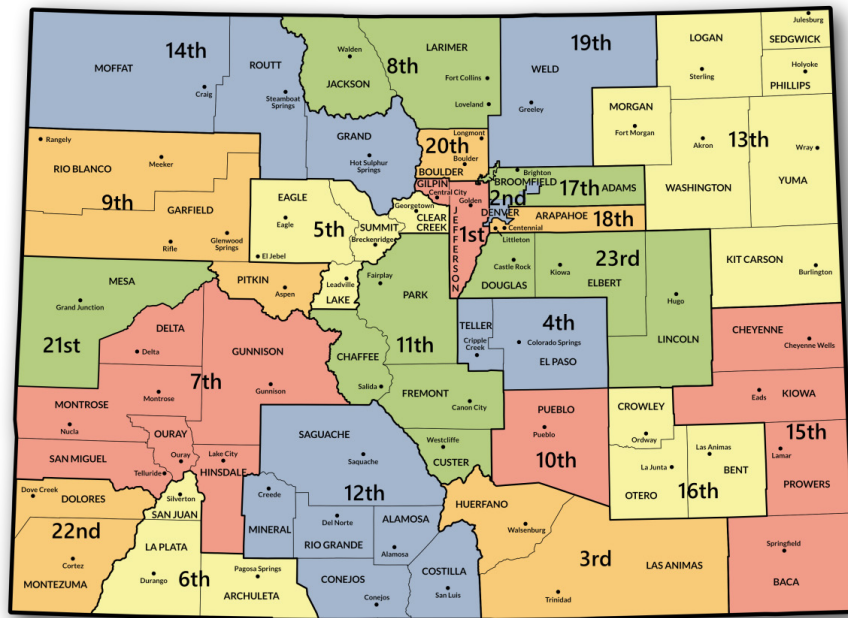 Julesburg
14th
19th
LOGAN
SEDGWICK
ROUTT
Walden
LARIMER
MOFFAT
8th
WELD
Holyoke
JACKSON
Fort Collins
Sterling
PHILLIPS
Craig
Steamboat
Springs
Loveland
Greeley
MORGAN
Rangely
GRAND
Longmont
Fort Morgan
13th
Meeker
20th
Akron
Wray
RIO BLANCO
Hot Sulphur
Springs
Boulder
BOULDER
Brighton
BROOMFIELD
17th
ADAMS
WASHINGTON
YUMA
EAGLE
GILPIN
Central City
Golden
2nd
9th
GARFIELD
Georgetown
DENVER
ARAPAHOE
18th
Eagle
5th
SUMMIT
CLEAR
CREEK
JEFFERSON
1st
Centennial
Rifle
Glenwood
Springs
Breckenridge
Littleton
El Jebel
23rd
KIT CARSON
MESA
PITKIN
Leadville
Fairplay
Castle Rock
Kiowa
Burlington
Aspen
LAKE
PARK
DOUGLAS
ELBERT
Grand Junction
Hugo
DELTA
TELLER
4th
CHEYENNE
21st
Delta
GUNNISON
CHAFFEE
11th
Cripple
Creek
Colorado Springs
LINCOLN
Cheyenne Wells
7th
EL PASO
Montrose
Gunnison
Salida
FREMONT
Eads
KIOWA
MONTROSE
Canon City
PUEBLO
CROWLEY
Nucla
OURAY
SAGUACHE
Pueblo
Ordway
15th
Westcliffe
Las Animas
Lamar
SAN MIGUEL
Ouray
Lake City
Saquache
CUSTER
10th
La Junta
BENT
Telluride
HINSDALE
PROWERS
Dove Creek
DOLORES
Silverton
Creede
12th
OTERO
16th
SAN JUAN
HUERFANO
22nd
MINERAL
Del Norte
ALAMOSA
Walsenburg
LA PLATA
RIO GRANDE
Alamosa
Springfield
Cortez
3rd
LAS ANIMAS
MONTEZUMA
Durango
6th
Pagosa Springs
CONEJOS
COSTILLA
BACA
ARCHULETA
San Luis
Trinidad
Conejos